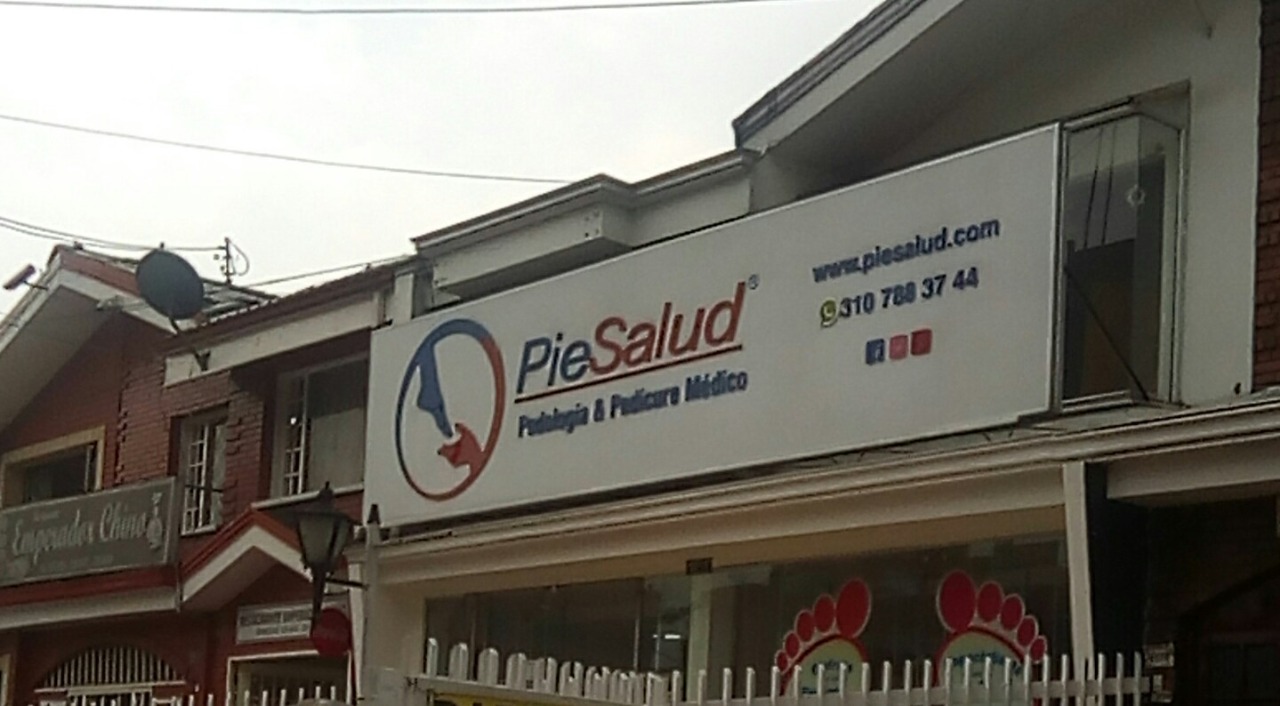 PieSalud®
Podología & Pedicure Médico
www.piesalud.com
310 788 37 44
Emperador Chino